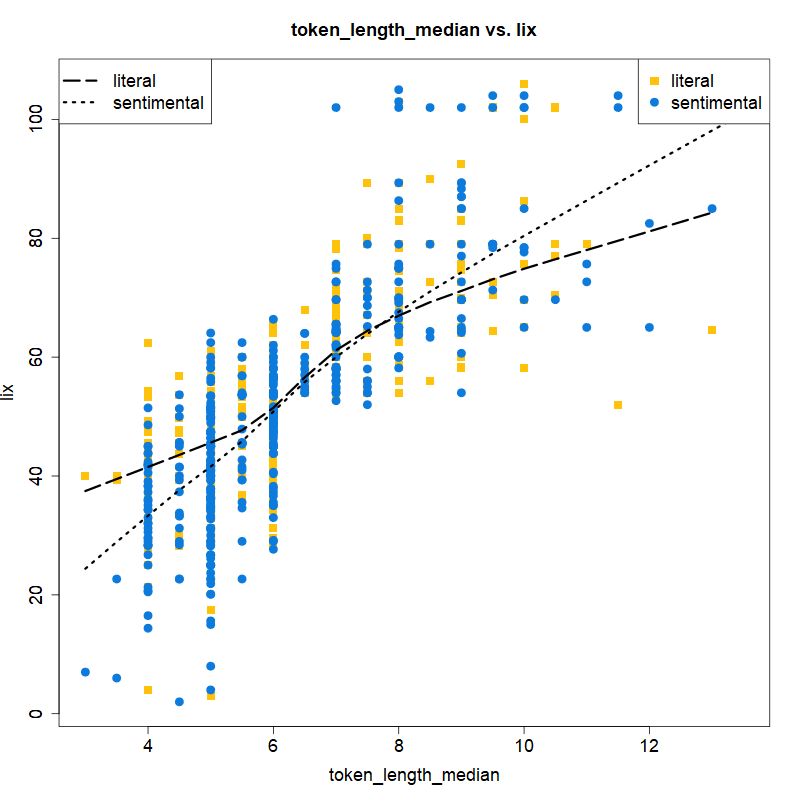 token_length_median vs. lix
literal
sentimental
literal
sentimental
lix
0
20
40
60
80
100
4
6
8
10
12
token_length_median